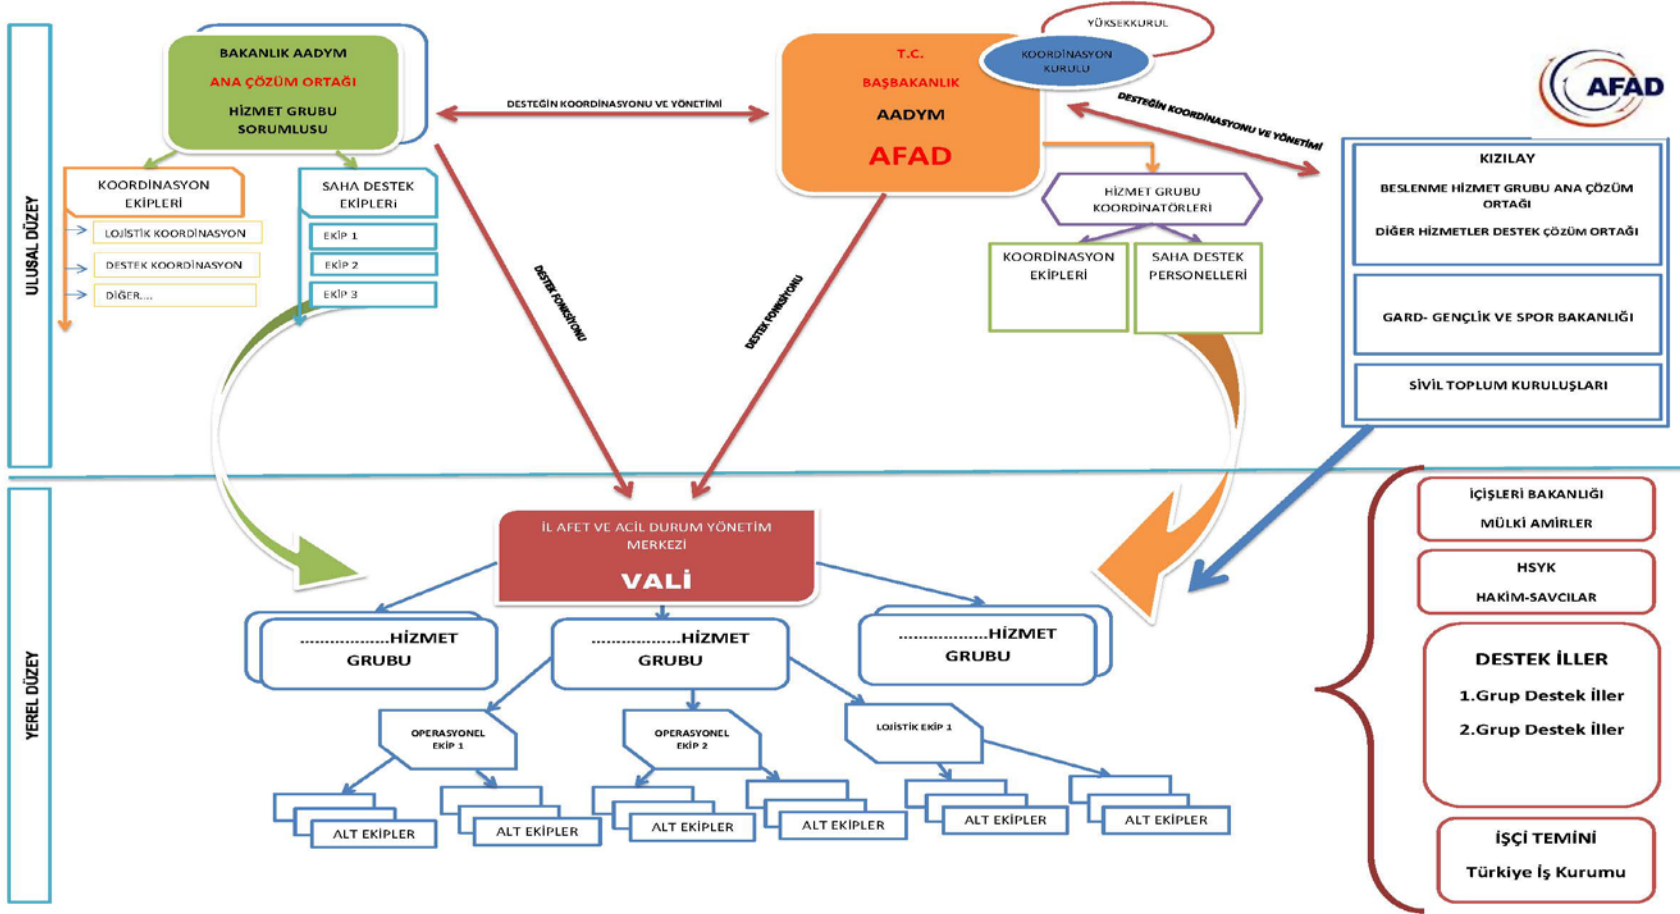 YÜKSEKKURUL
KOORDİNASYON
KURULU
BAKANLIK AADYM
ANA ÇÖZÜM ORTAĞI
HİZMET GRUBU
SORUMLUSU
T.C.
BAŞBAKANLIK
AADYM
AFAD
AFAD
DESTEĞİN KOORDİNASYONU VE YÖNETİMİ
DESTEĞİN KOORDİNASYONU VE YÖNETİMİ
ULUSAL DÜZEY
KOORDİNASYON
EKİPLERİ
LOJİSTİK KOORDİNASYON
DESTEK KOORDİNASYON
DİĞER....
SAHA DESTEK
EKİPLERİ
EKİP 1
EKİP 2
EKİP 3
DESTEK FONKSİYONU
DESTEK FONKSİYONU
HİZMET GRUBU
KOORDİNATÖRLERİ
KOORDİNASYON
EKİPLERİ
SAHA DESTEK
PERSONELLERİ
KIZILAY
BESLENME HİZMET GRUBU ANA ÇÖZÜM
ORTAĞI
DİĞER HİZMETLER DESTEK ÇÖZÜM ORTAĞI
GARD- GENÇLİK VE SPOR BAKANLIĞI
SİVİL TOPLUM KURULUŞLARI
YEREL DÜZEY
İL AFET VE ACİL DURUM YÖNETİM
MERKEZİ
VALİ
..................HİZMET
GRUBU
..................HİZMET
GRUBU
..................HİZMET
GRUBU
OPERASYONEL
EKİP 1
OPERASYONEL
EKİP 2
LOJİSTİK EKİP 1
ALT EKİPLER
ALT EKİPLER
ALT EKİPLER
ALT EKİPLER
ALT EKİPLER
ALT EKİPLER
İÇİŞLERİ BAKANLIĞI
MÜLKİ AMİRLER
HSYK
HAKİM-SAVCILAR
DESTEK İLLER
1.Grup Destek İller
2.Grup Destek İller
İŞÇİ TEMİNİ
Türkiye İş Kurumu